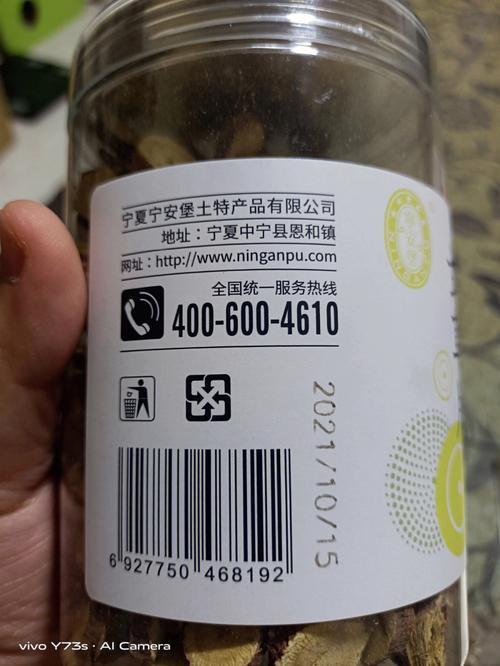 宁夏宁安堡土特产品有限公司
地址：宁夏中宁县恩和镇
网址：http://www.ninganpu.com
全国统一服务热线
400-600-4610
2021/10/15
6 927750 468192
vivo Y73s · AI Camera